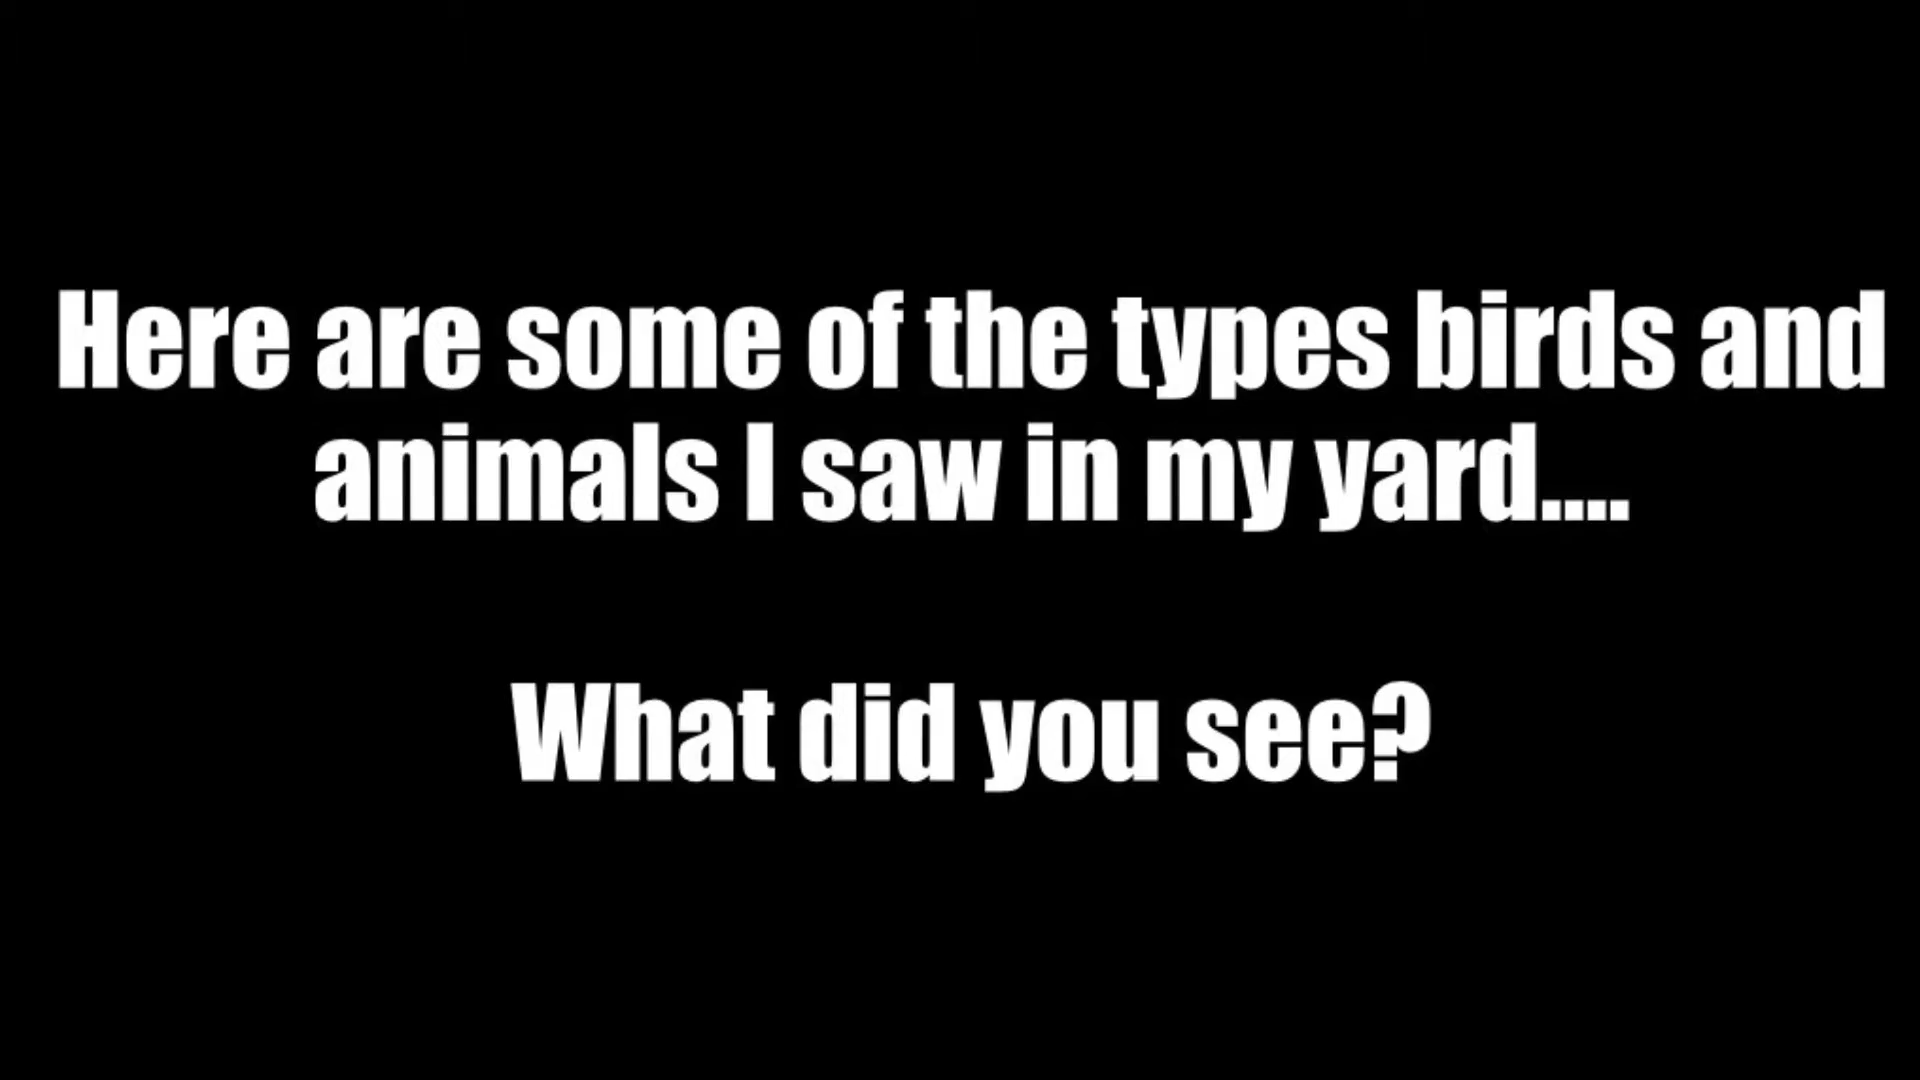 Here are some of the types birds and
animals I saw in my yard....
What did you see?